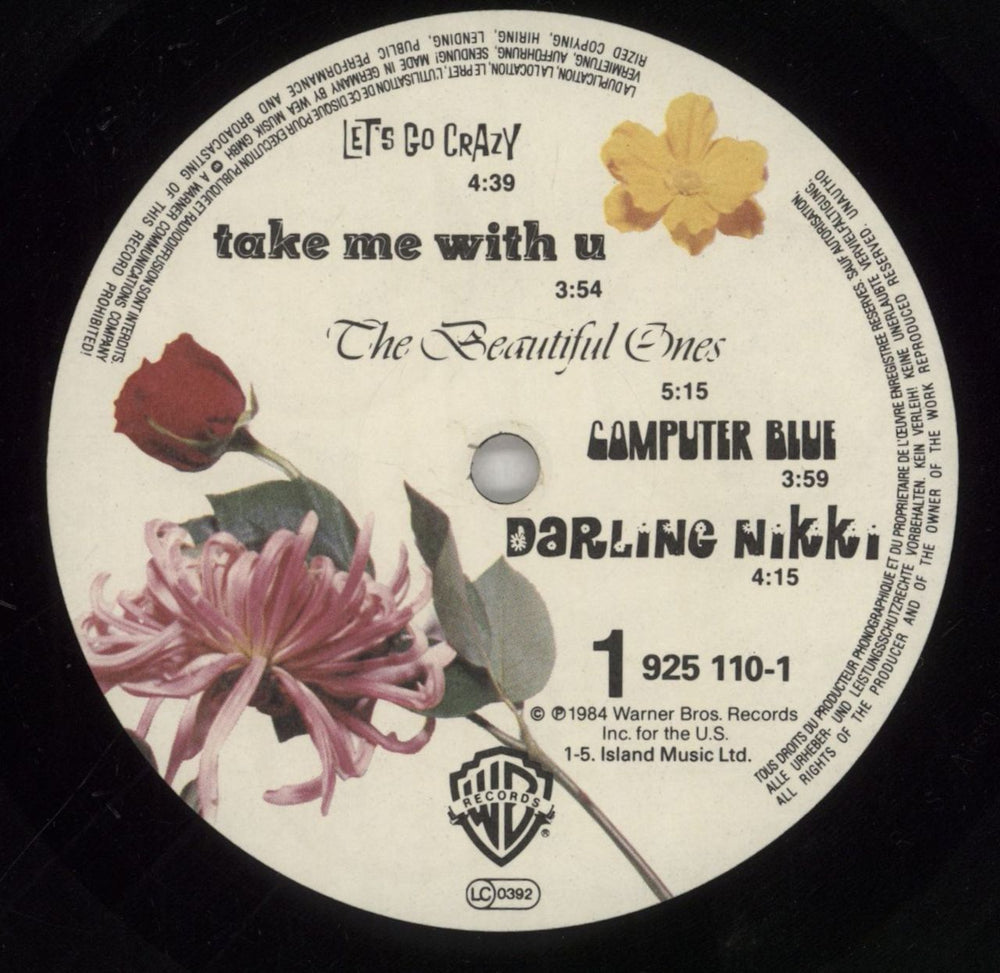 LET'S GO CRAZY
4:39
take me with u
3:54
The Beautiful Ones
5:15
COMPUTER BLUE
3:59
DARLING NIKKI
4:15
1 925 110-1
© ℗ 1984 Warner Bros. Records
Inc. for the U.S.
1-5. Island Music Ltd.
WB
RECORDS
®
LC 0392
TOUS DROITS DU PRODUCTEUR PHONOGRAPHIQUE ET DU PROPRIETAIRE DE L'ŒUVRE ENREGISTREE RESERVES. SAUF AUTORISATION,
LA DUPLICATION, LA LOCATION, LE PRET, L'UTILISATION DE CE DISQUE POUR EXECUTION PUBLIQUE ET RADIODIFFUSION SONT INTERDITS
ALLE URHEBER- UND LEISTUNGSSCHUTZRECHTE VORBEHALTEN. KEIN VERLEIH! KEINE UNERLAUBTE VERVIELFÄLTIGUNG,
VERMIETUNG, AUFFÜHRUNG, SENDUNG! MADE IN GERMANY BY WEA MUSIK GMBH A WARNER COMMUNICATIONS COMPANY
ALL RIGHTS OF THE PRODUCER AND OF THE OWNER OF THE WORK REPRODUCED RESERVED. UNAUTHO
RIZED COPYING, HIRING, LENDING, PUBLIC PERFORMANCE AND BROADCASTING OF THIS RECORD PROHIBITED!